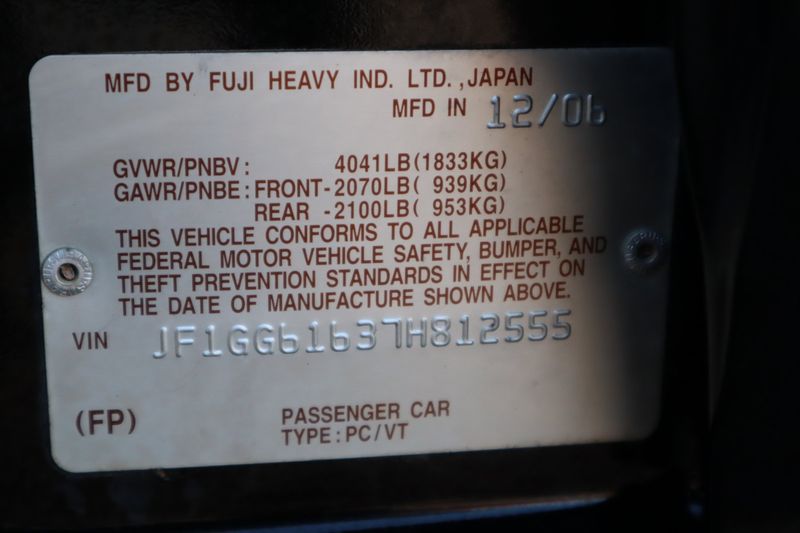 MFD BY FUJI HEAVY IND. LTD.,JAPAN
MFD IN 12/06
GVWR/PNBV: 4041LB(1833KG)
GAWR/PNBE: FRONT-2070LB( 939KG)
REAR -2100LB( 953KG)
THIS VEHICLE CONFORMS TO ALL APPLICABLE
FEDERAL MOTOR VEHICLE SAFETY, BUMPER, AND
THEFT PREVENTION STANDARDS IN EFFECT ON
THE DATE OF MANUFACTURE SHOWN ABOVE.
VIN JF1GG61637H812555
(FP) PASSENGER CAR
TYPE:PC/VT